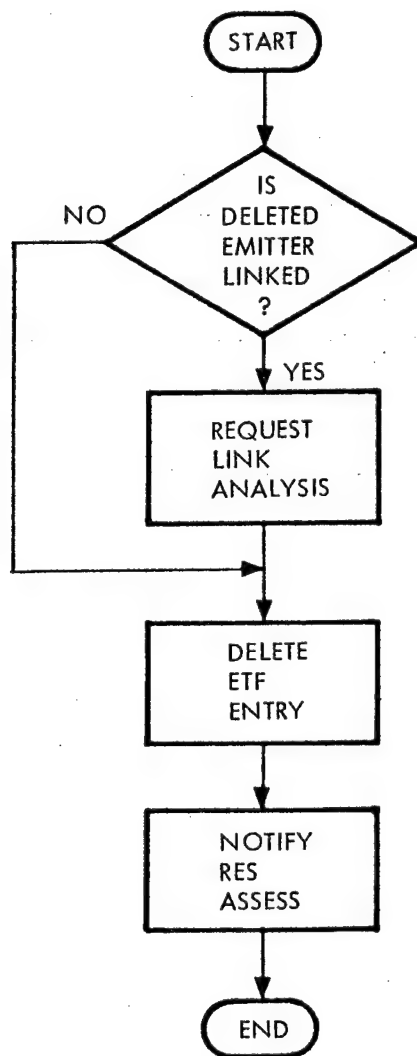 START
IS
DELETED
EMITTER
LINKED
?
NO
YES
REQUEST
LINK
ANALYSIS
DELETE
ETF
ENTRY
NOTIFY
RES
ASSESS
END